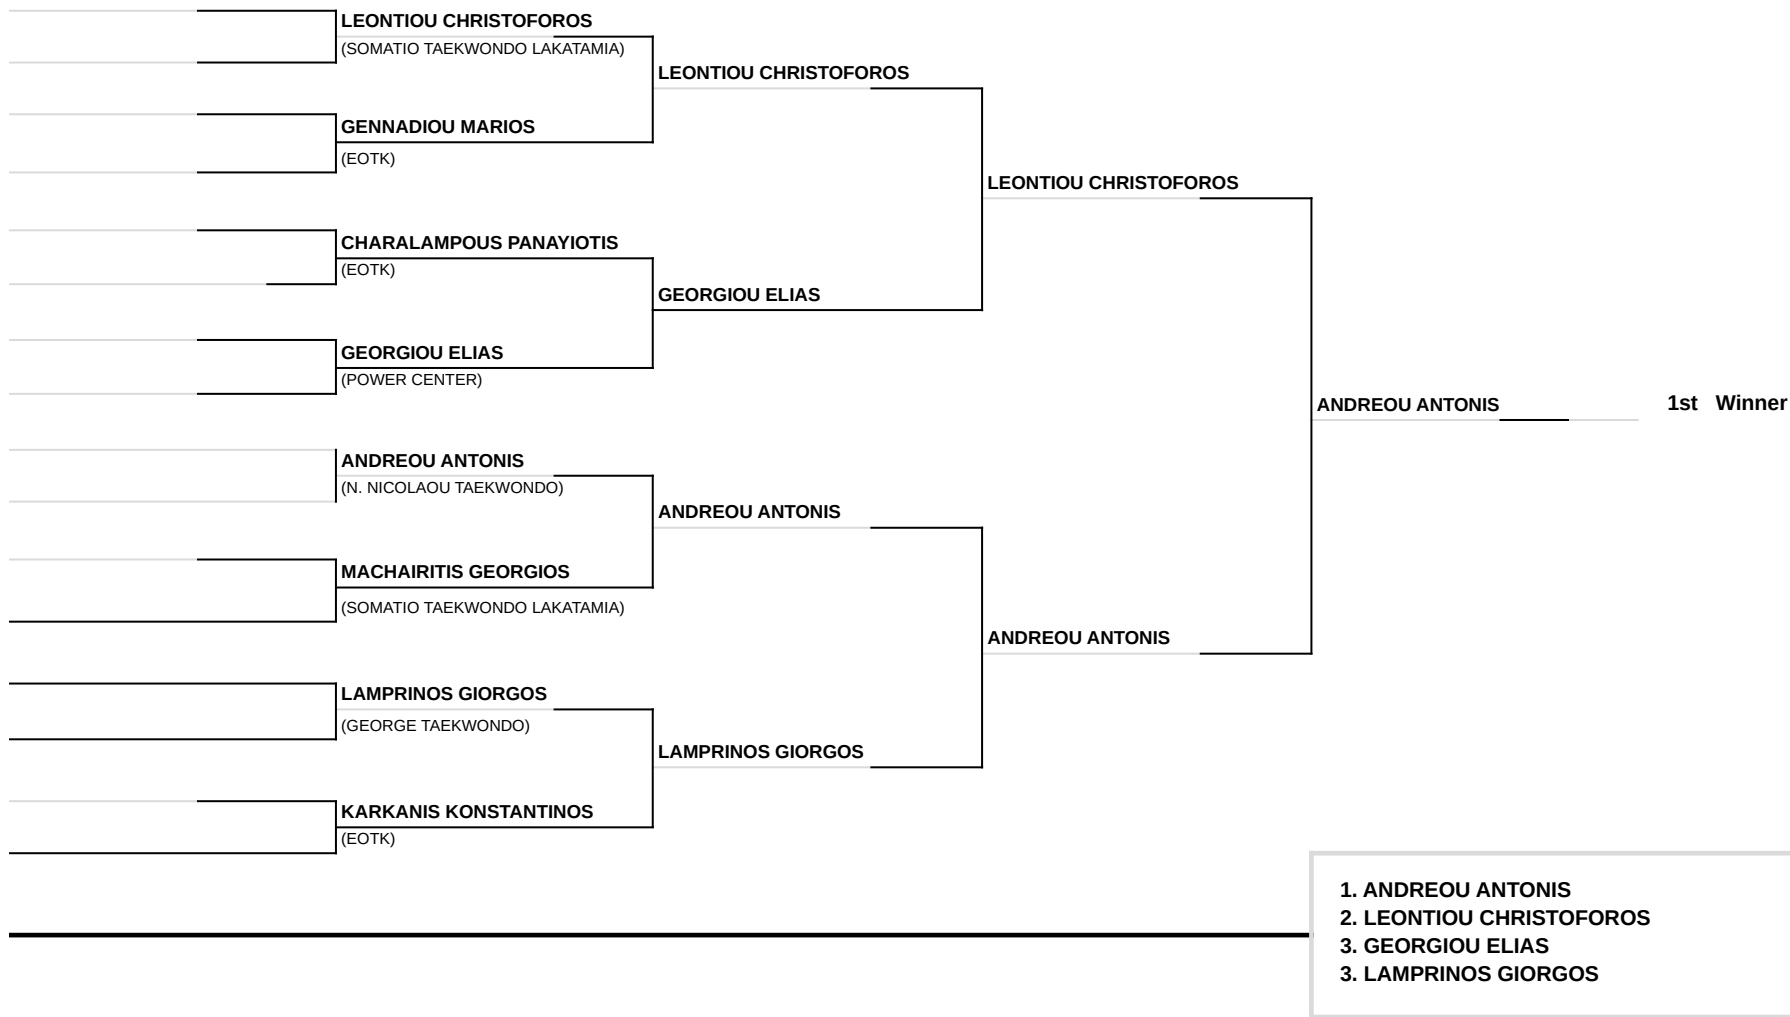 LEONTIOU CHRISTOFOROS
(SOMATIO TAEKWONDO LAKATAMIA)
LEONTIOU CHRISTOFOROS
GENNADIOU MARIOS
(EOTK)
LEONTIOU CHRISTOFOROS
CHARALAMPOUS PANAYIOTIS
(EOTK)
GEORGIOU ELIAS
GEORGIOU ELIAS
(POWER CENTER)
ANDREOU ANTONIS 1st Winner
ANDREOU ANTONIS
(N. NICOLAOU TAEKWONDO)
ANDREOU ANTONIS
MACHAIRITIS GEORGIOS
(SOMATIO TAEKWONDO LAKATAMIA)
ANDREOU ANTONIS
LAMPRINOS GIORGOS
(GEORGE TAEKWONDO)
LAMPRINOS GIORGOS
KARKANIS KONSTANTINOS
(EOTK)
1. ANDREOU ANTONIS
2. LEONTIOU CHRISTOFOROS
3. GEORGIOU ELIAS
3. LAMPRINOS GIORGOS